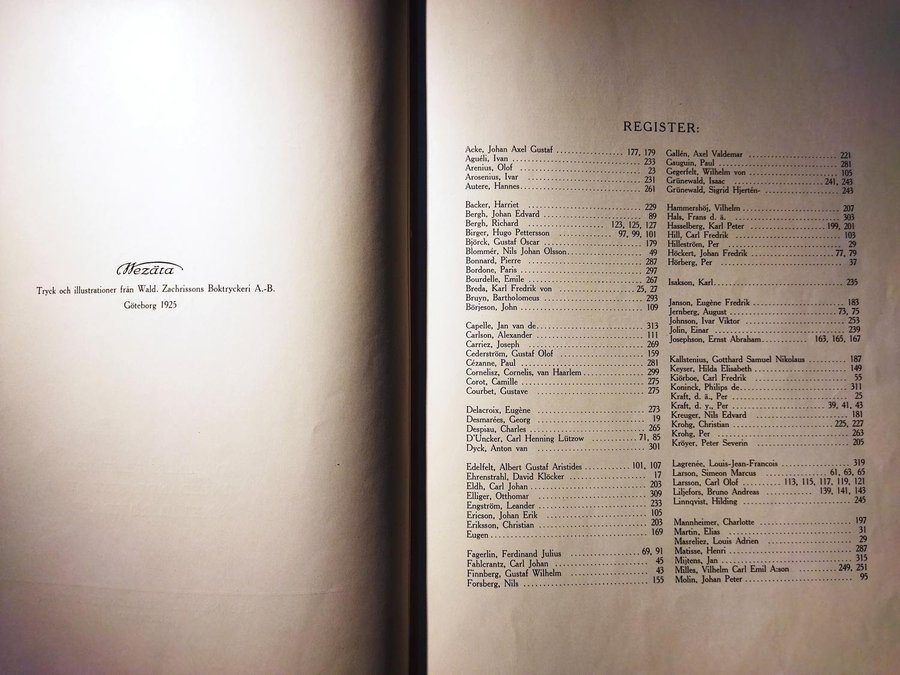 Wezäta
Tryck och illustrationer från Wald. Zachrissons Boktryckeri A.-B.
Göteborg 1925
REGISTER:
Acke, Johan Axel Gustaf 177, 179
Aguéli, Ivan 233
Arenius, Olof 23
Arosenius, Ivar 231
Autere, Hannes 261
Backer, Harriet 229
Bergh, Johan Edvard 89
Bergh, Richard 123, 125, 127
Birger, Hugo Pettersson 97, 99, 101
Björck, Gustaf Oscar 179
Blommér, Nils Johan Olsson 49
Bonnard, Pierre 287
Bordone, Paris 297
Bourdelle, Emile 267
Breda, Karl Fredrik von 25, 27
Bruyn, Bartholomeus 293
Börjeson, John 109
Capelle, Jan van de 313
Carlson, Alexander 111
Carriez, Joseph 269
Cederström, Gustaf Olof 159
Cézanne, Paul 281
Cornelisz, Cornelis, van Haarlem 299
Corot, Camille 275
Courbet, Gustave 275
Delacroix, Eugène 273
Desmarées, Georg 19
Despiau, Charles 265
D'Uncker, Carl Henning Lützow 71, 85
Dyck, Anton van 301
Edelfelt, Albert Gustaf Aristides 101, 107
Ehrenstrahl, David Klöcker 17
Eldh, Carl Johan 203
Elliger, Otthomar 309
Engström, Leander 233
Ericson, Johan Erik 105
Eriksson, Christian 203
Eugen 169
Fagerlin, Ferdinand Julius 69, 91
Fahlcrantz, Carl Johan 45
Finnberg, Gustaf Wilhelm 43
Forsberg, Nils 155
Gallén, Axel Valdemar 221
Gauguin, Paul 281
Gegerfelt, Wilhelm von 105
Grünewald, Isaac 241, 243
Grünewald, Sigrid Hjertén- 243
Hammershöj, Vilhelm 207
Hals, Frans d. ä. 303
Hasselberg, Karl Peter 199, 201
Hill, Carl Fredrik 103
Hilleström, Per 29
Höckert, Johan Fredrik 77, 79
Hörberg, Per 37
Isakson, Karl 235
Janson, Eugène Fredrik 183
Jernberg, August 73, 75
Johnson, Ivar Viktor 253
Jolin, Einar 239
Josephson, Ernst Abraham 163, 165, 167
Kallstenius, Gotthard Samuel Nikolaus 187
Keyser, Hilda Elisabeth 149
Kiörboe, Carl Fredrik 55
Koninck, Philips de 311
Kraft, d. ä., Per 25
Kraft, d. y., Per 39, 41, 43
Kreuger, Nils Edvard 181
Krohg, Christian 225, 227
Krohg, Per 263
Kröyer, Peter Severin 205
Lagrenée, Louis-Jean-Francois 319
Larson, Simeon Marcus 61, 63, 65
Larsson, Carl Olof 113, 115, 117, 119, 121
Liljefors, Bruno Andreas 139, 141, 143
Linnqvist, Hilding 245
Mannheimer, Charlotte 197
Martin, Elias 31
Masreliez, Louis Adrien 29
Matisse, Henri 287
Mijtens, Jan 315
Milles, Vilhelm Carl Emil A:son 249, 251
Molin, Johan Peter 95